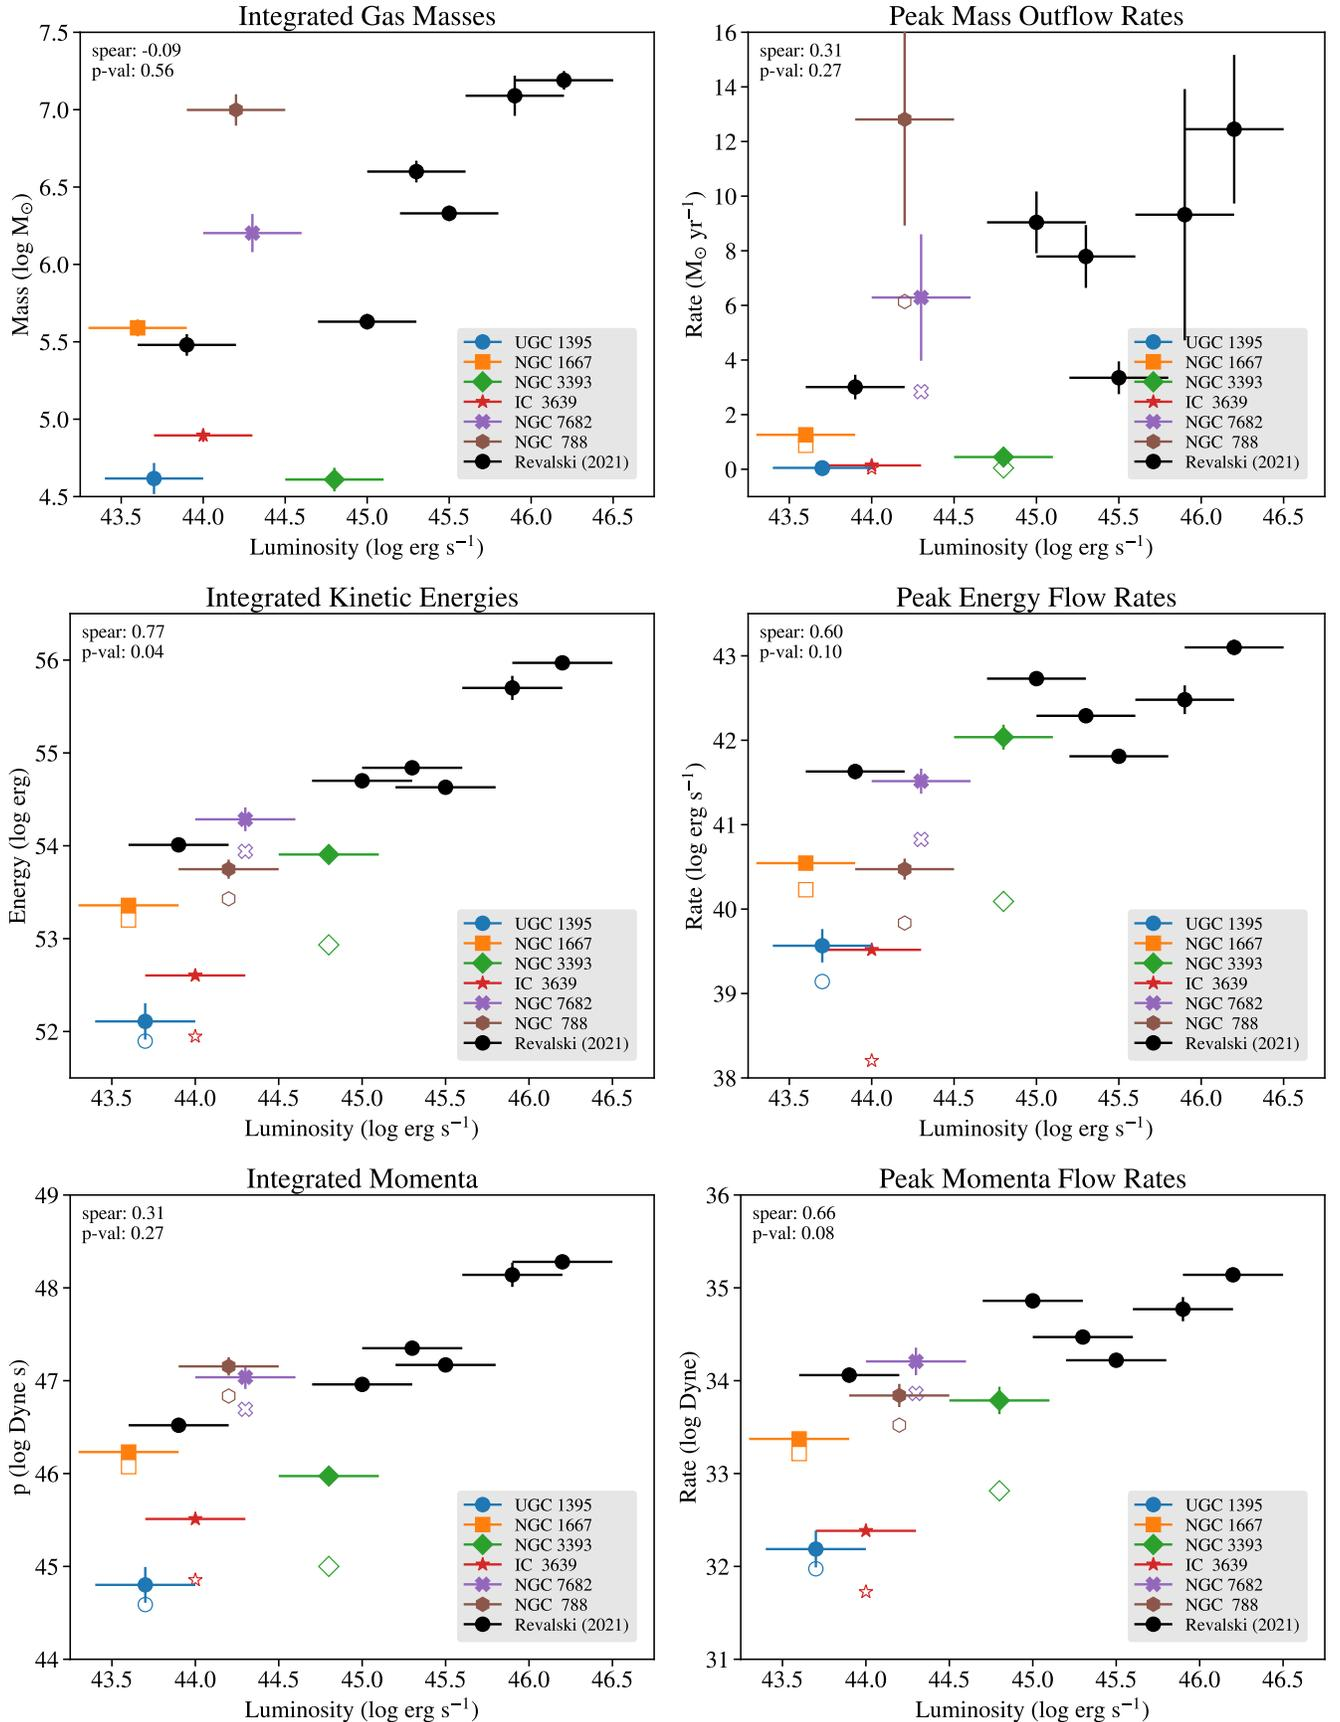 Integrated Gas Masses
spear: -0.09
p-val: 0.56
7.5
7.0
6.5
6.0
5.5
5.0
4.5
Mass (log M⊙)
UGC 1395
NGC 1667
NGC 3393
IC 3639
NGC 7682
NGC 788
Revalski (2021)
43.5 44.0 44.5 45.0 45.5 46.0 46.5
Luminosity (log erg s⁻¹)
Peak Mass Outflow Rates
spear: 0.31
p-val: 0.27
16
14
12
10
8
6
4
2
0
Rate (M⊙ yr⁻¹)
UGC 1395
NGC 1667
NGC 3393
IC 3639
NGC 7682
NGC 788
Revalski (2021)
43.5 44.0 44.5 45.0 45.5 46.0 46.5
Luminosity (log erg s⁻¹)
Integrated Kinetic Energies
spear: 0.77
p-val: 0.04
56
55
54
53
52
Energy (log erg)
UGC 1395
NGC 1667
NGC 3393
IC 3639
NGC 7682
NGC 788
Revalski (2021)
43.5 44.0 44.5 45.0 45.5 46.0 46.5
Luminosity (log erg s⁻¹)
Peak Energy Flow Rates
spear: 0.60
p-val: 0.10
43
42
41
40
39
38
Rate (log erg s⁻¹)
UGC 1395
NGC 1667
NGC 3393
IC 3639
NGC 7682
NGC 788
Revalski (2021)
43.5 44.0 44.5 45.0 45.5 46.0 46.5
Luminosity (log erg s⁻¹)
Integrated Momenta
spear: 0.31
p-val: 0.27
49
48
47
46
45
44
p (log Dyne s)
UGC 1395
NGC 1667
NGC 3393
IC 3639
NGC 7682
NGC 788
Revalski (2021)
43.5 44.0 44.5 45.0 45.5 46.0 46.5
Luminosity (log erg s⁻¹)
Peak Momenta Flow Rates
spear: 0.66
p-val: 0.08
36
35
34
33
32
31
Rate (log Dyne)
UGC 1395
NGC 1667
NGC 3393
IC 3639
NGC 7682
NGC 788
Revalski (2021)
43.5 44.0 44.5 45.0 45.5 46.0 46.5
Luminosity (log erg s⁻¹)